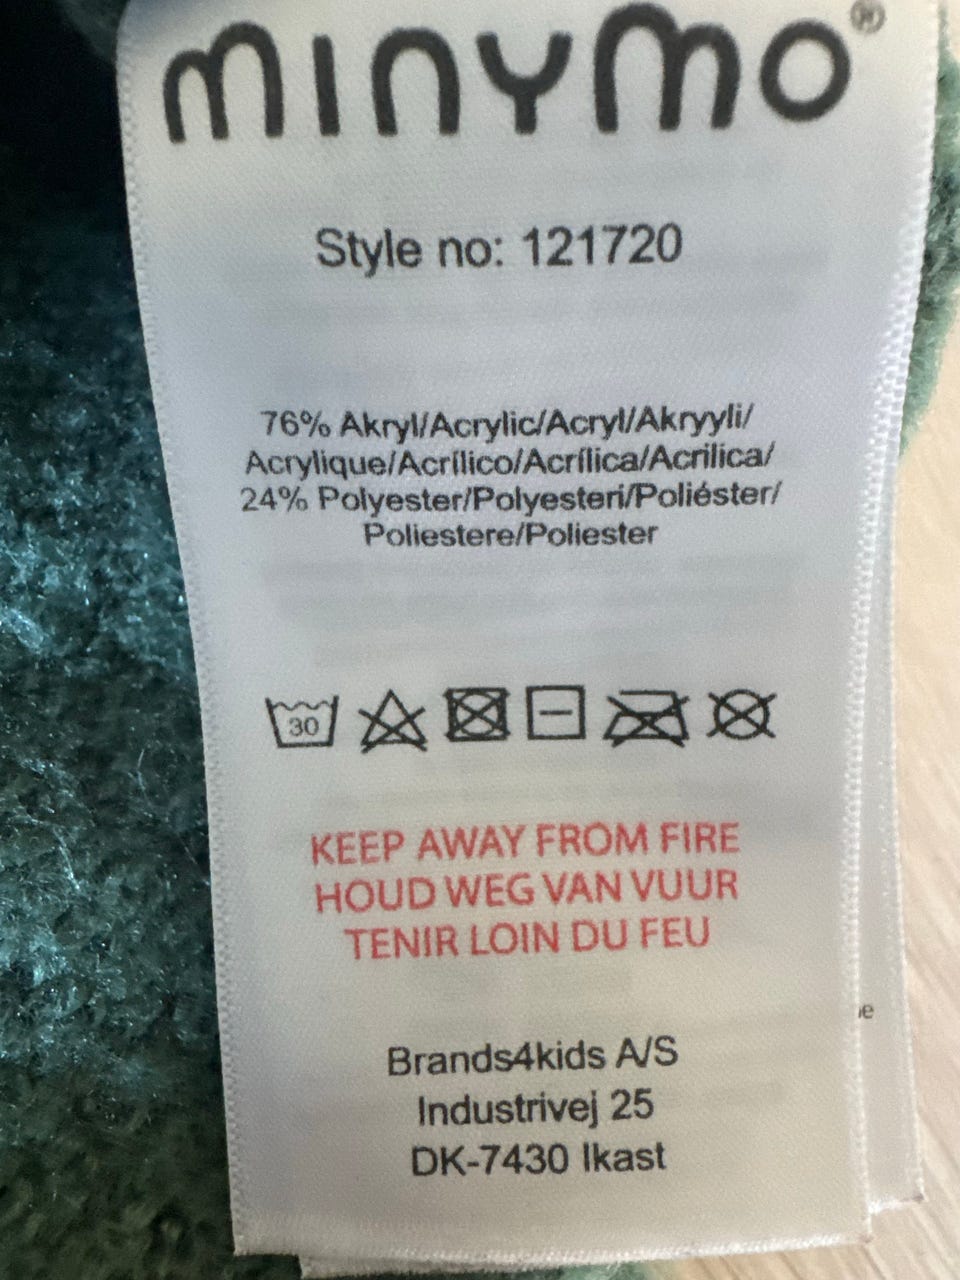 minymo®
Style no: 121720
76% Akryl/Acrylic/Acryl/Akryyli/
Acrylique/Acrílico/Acrílica/Acrilica/
24% Polyester/Polyesteri/Poliéster/
Poliestere/Poliester
30
KEEP AWAY FROM FIRE
HOUD WEG VAN VUUR
TENIR LOIN DU FEU
Brands4kids A/S
Industrivej 25
DK-7430 Ikast